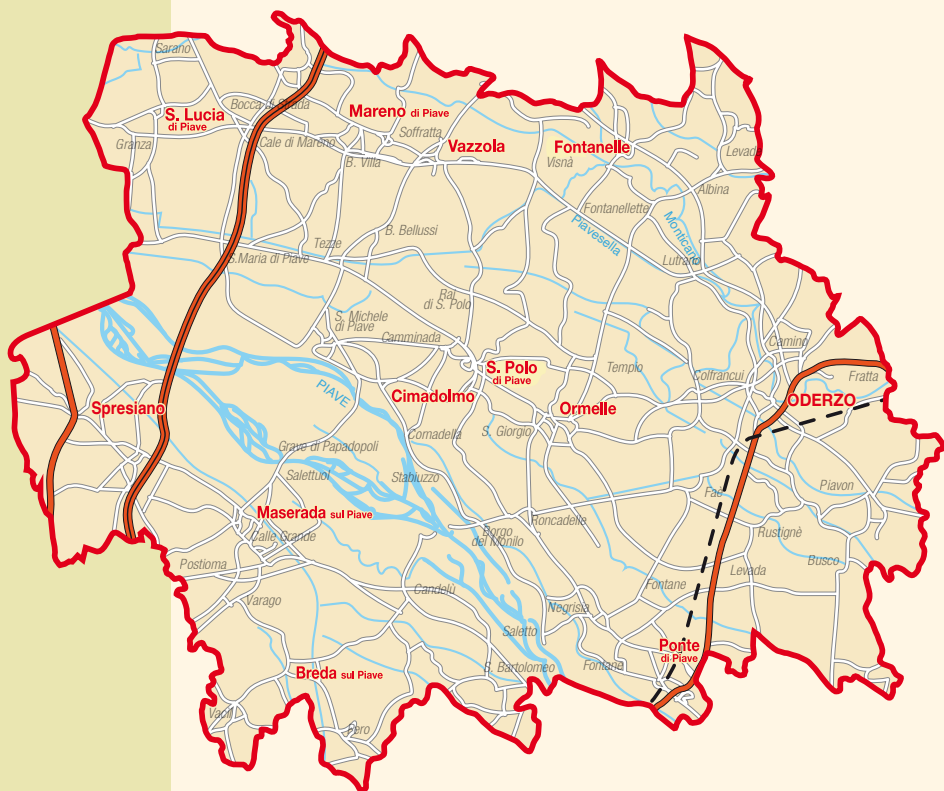 Sarano
Bocca di Strada
S. Lucia
di Piave
Mareno di Piave
Soffratta
Granza
Cale di Mareno
B. Villa
Vazzola
Visnà
Fontanelle
Levada
Albina
Fontanellette
Piavesella
Monticano
B. Bellussi
Tezze
S.Maria di Piave
Lutrano
Rai
di S. Polo
S. Michele
di Piave
Camminada
Camino
PIAVE
Cimadolmo
S. Polo
di Piave
Templo
Colfrancui
Fratta
ODERZO
Spresiano
Ormelle
S. Giorgio
Cornadella
Grave di Papadopoli
Salettuol
Stabiuzzo
Faè
Piavon
Maserada sul Piave
Calle Grande
Roncadelle
Borgo
del Monilo
Rustignè
Busco
Postioma
Levada
Fontane
Candelù
Varago
Negrisia
Saletto
Ponte
di Piave
Fontane
S. Bartolomeo
Breda sul Piave
Vacil
Pero